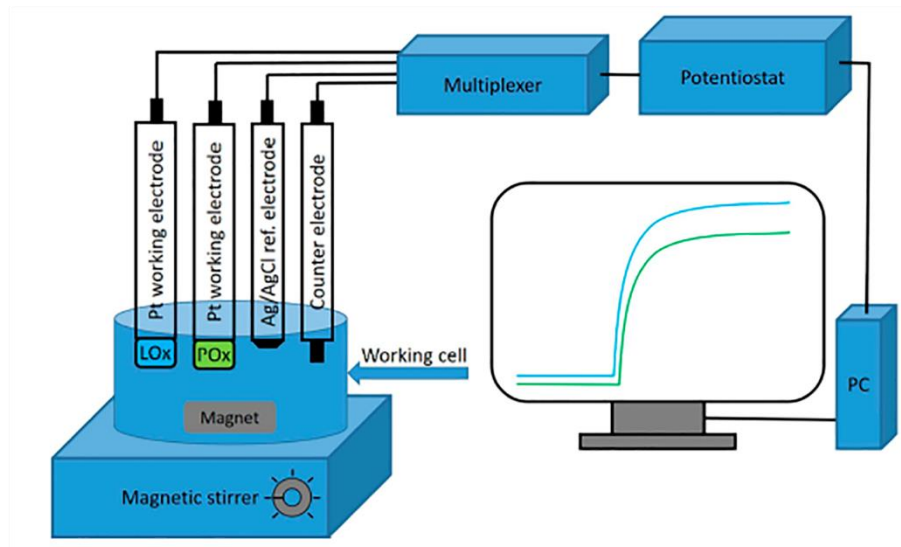 Multiplexer
Potentiostat
Pt working electrode
Pt working electrode
Ag/AgCl ref. electrode
Counter electrode
LOx
POx
Working cell
PC
Magnet
Magnetic stirrer